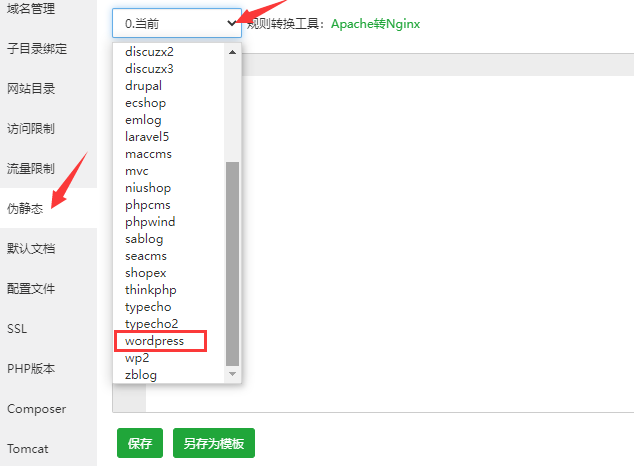 域名管理
子目录绑定
网站目录
访问限制
流量限制
伪静态
默认文档
配置文件
SSL
PHP版本
Composer
Tomcat
0.当前
规则转换工具：Apache转Nginx
discuzx2
discuzx3
drupal
ecshop
emlog
laravel5
maccms
mvc
niushop
phpcms
phpwind
sablog
seacms
shopex
thinkphp
typecho
typecho2
wordpress
wp2
zblog
保存
另存为模板